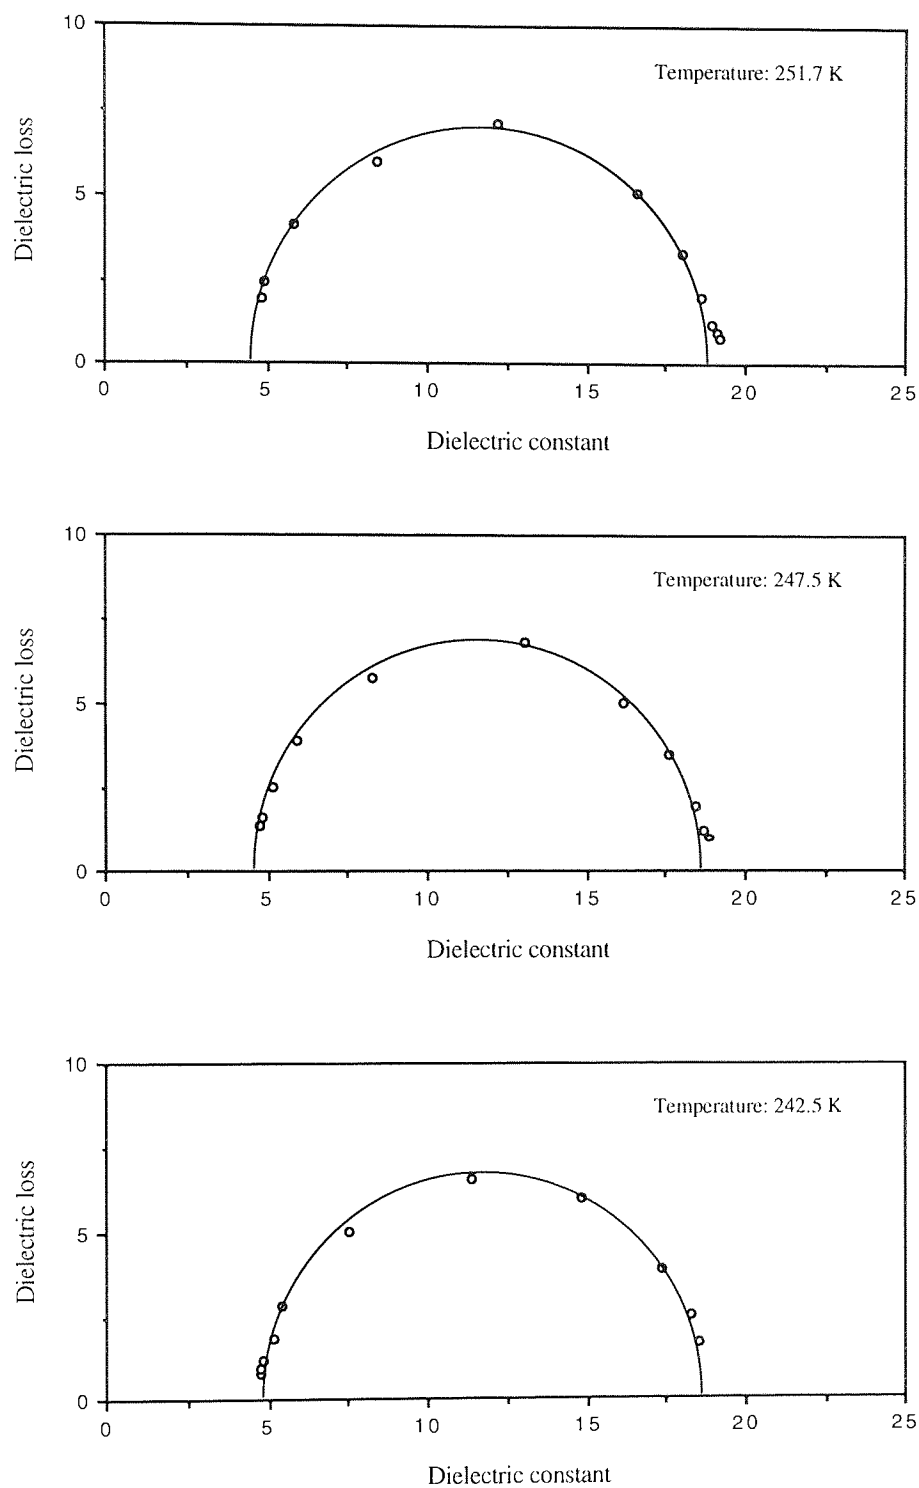 10
Temperature: 251.7 K
Dielectric loss
5
0
0 5 10 15 20 25
Dielectric constant
10
Temperature: 247.5 K
Dielectric loss
5
0
0 5 10 15 20 25
Dielectric constant
10
Temperature: 242.5 K
Dielectric loss
5
0
0 5 10 15 20 25
Dielectric constant